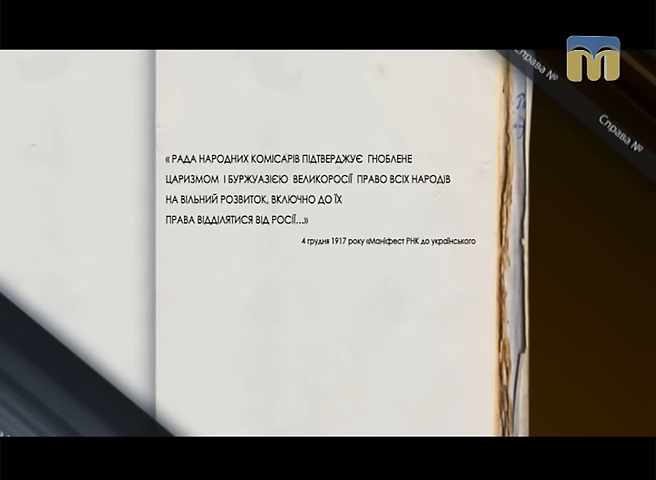 Справа №
Справа №
« РАДА НАРОДНИХ КОМІСАРІВ ПІДТВЕРДЖУЄ ГНОБЛЕНЕ
ЦАРИЗМОМ І БУРЖУАЗІЄЮ ВЕЛИКОРОСІЇ ПРАВО ВСІХ НАРОДІВ
НА ВІЛЬНИЙ РОЗВИТОК, ВКЛЮЧНО ДО ЇХ
ПРАВА ВІДДІЛЯТИСЯ ВІД РОСІЇ...»
4 грудня 1917 року «Маніфест РНК до українського